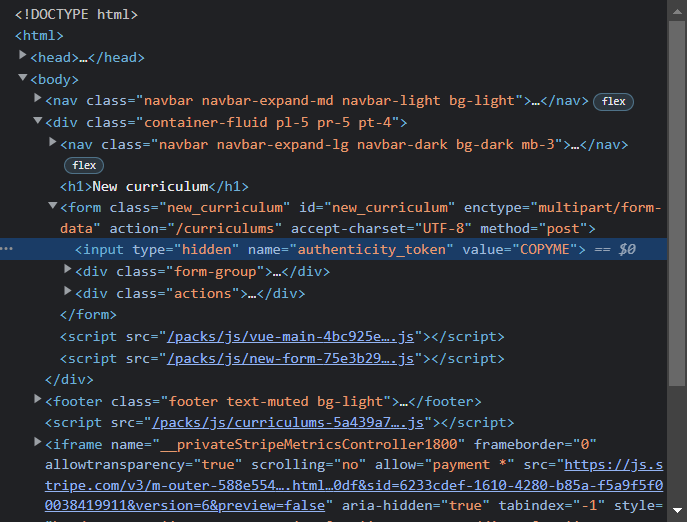 <!DOCTYPE html>
<html>
<head>…</head>
<body>
<nav class="navbar navbar-expand-md navbar-light bg-light">…</nav> flex
<div class="container-fluid pl-5 pr-5 pt-4">
<nav class="navbar navbar-expand-lg navbar-dark bg-dark mb-3">…</nav>
flex
<h1>New curriculum</h1>
<form class="new_curriculum" id="new_curriculum" enctype="multipart/form-
data" action="/curriculums" accept-charset="UTF-8" method="post">
<input type="hidden" name="authenticity_token" value="COPYME"> == $0
<div class="form-group">…</div>
<div class="actions">…</div>
</form>
<script src="/packs/js/vue-main-4bc925e….js"></script>
<script src="/packs/js/new-form-75e3b29….js"></script>
</div>
<footer class="footer text-muted bg-light">…</footer>
<script src="/packs/js/curriculums-5a439a7….js"></script>
<iframe name="__privateStripeMetricsController1800" frameborder="0"
allowtransparency="true" scrolling="no" allow="payment *" src="https://js.s
tripe.com/v3/m-outer-588e554….html…0df&sid=6233cdef-1610-4280-b85a-f5a9f5f0
0038419911&version=6&preview=false" aria-hidden="true" tabindex="-1" style=